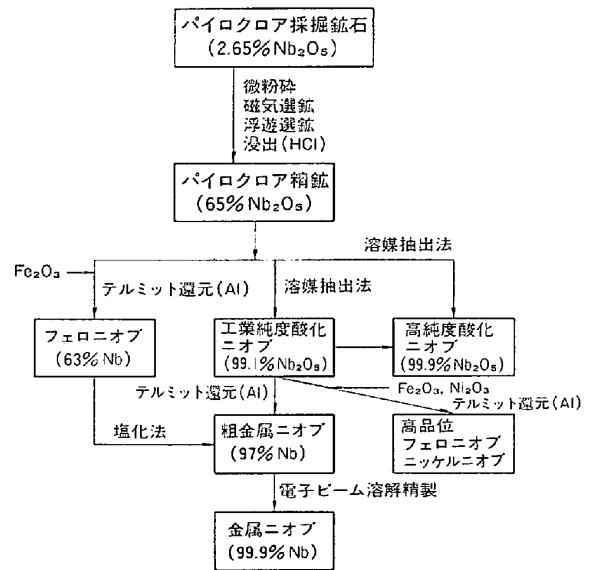 パイロクロア採掘鉱石
(2.65%Nb₂O₅)
微粉砕
磁気選鉱
浮遊選鉱
浸出(HCl)
パイロクロア精鉱
(65%Nb₂O₅)
溶媒抽出法
Fe₂O₃
テルミット還元(Al)
溶媒抽出法
フェロニオブ
(63%Nb)
工業純度酸化
ニオブ
(99.1%Nb₂O₅)
高純度酸化
ニオブ
(99.9%Nb₂O₅)
テルミット還元(Al)
Fe₂O₃, Ni₂O₃
テルミット還元(Al)
塩化法
粗金属ニオブ
(97%Nb)
高品位
フェロニオブ
ニッケルニオブ
電子ビーム溶解精製
金属ニオブ
(99.9%Nb)